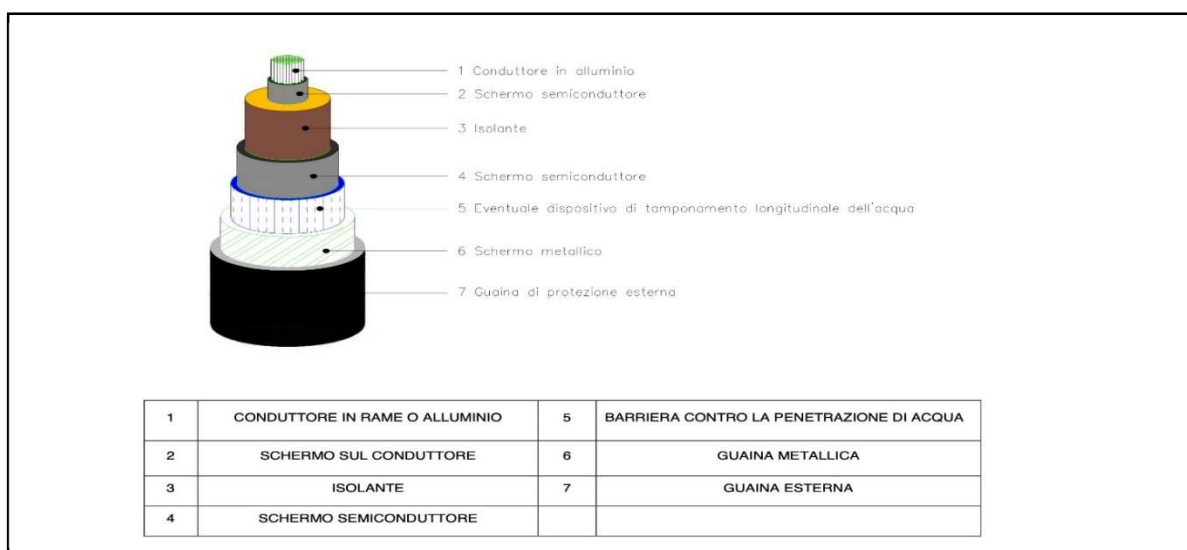 1 Conduttore in alluminio
2 Schermo semiconduttore
3 Isolante
4 Schermo semiconduttore
5 Eventuale dispositivo di tamponamento longitudinale dell'acqua
6 Schermo metallico
7 Guaina di protezione esterna
1 CONDUTTORE IN RAME O ALLUMINIO 5 BARRIERA CONTRO LA PENETRAZIONE DI ACQUA
2 SCHERMO SUL CONDUTTORE 6 GUAINA METALLICA
3 ISOLANTE 7 GUAINA ESTERNA
4 SCHERMO SEMICONDUTTORE